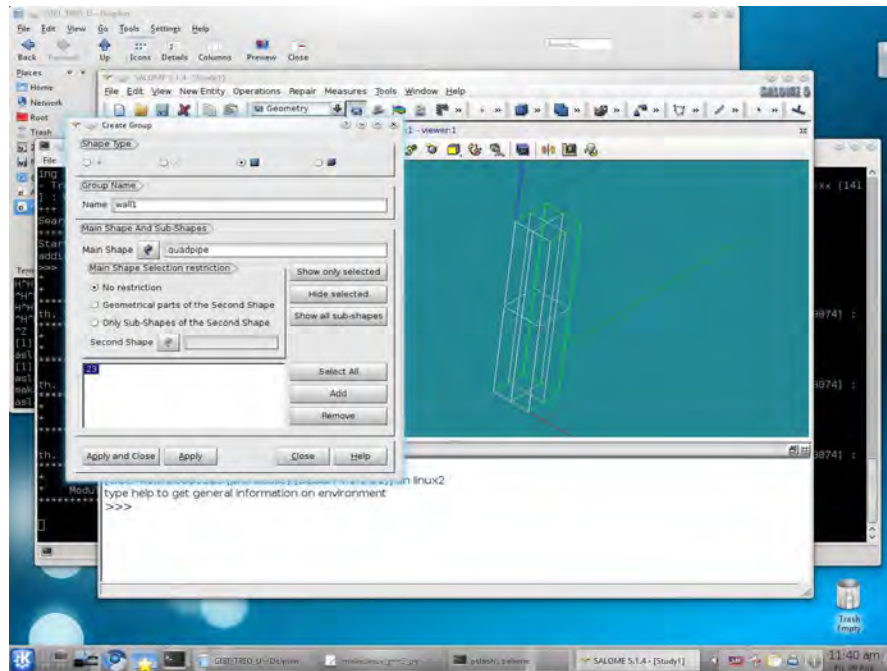 File Edit View Go Tools Settings Help
Back Up Icons Details Columns Preview Close
Places
Home
Network
Root
Trash
SALOME 5.1.4 - [Study1]
File Edit View New Entity Operations Repair Measures Tools Window Help
Geometry
Create Group
:1 - viewer:1
Shape Type
Group Name
Name wall1
Main Shape And Sub-Shapes
Main Shape quadpipe
Main Shape Selection restriction
No restriction
Geometrical parts of the Second Shape
Only Sub-Shapes of the Second Shape
Second Shape
Show only selected
Hide selected
Show all sub-shapes
23
Select All
Add
Remove
Apply and Close Apply Close Help
on linux2
type help to get general information on environment
>>>
Trash
Empty
SALOME 5.1.4 - [Study1]
11:40 am